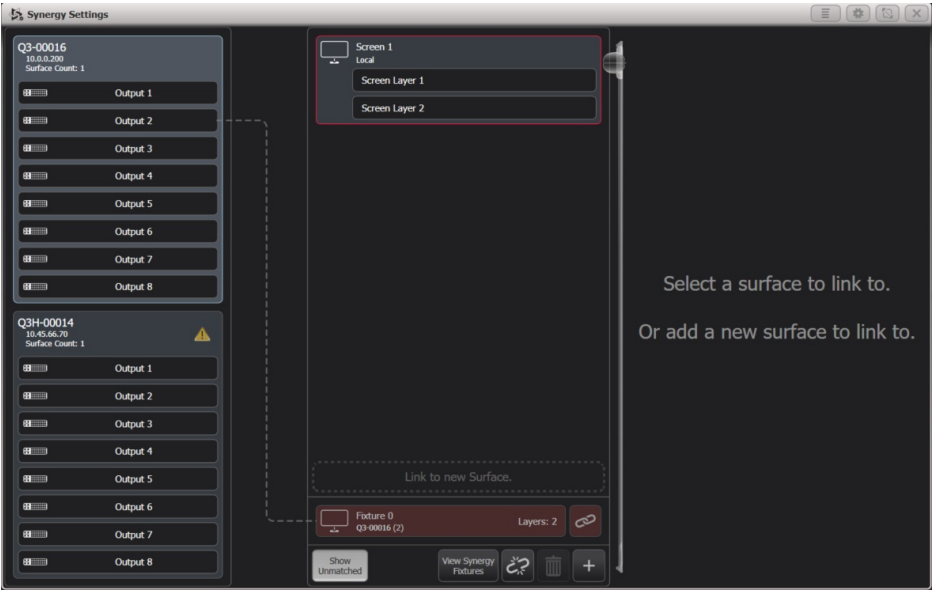 Synergy Settings
Q3-00016
10.0.0.200
Surface Count: 1
Output 1
Output 2
Output 3
Output 4
Output 5
Output 6
Output 7
Output 8
Q3H-00014
10.45.66.70
Surface Count: 1
Output 1
Output 2
Output 3
Output 4
Output 5
Output 6
Output 7
Output 8
Screen 1
Local
Screen Layer 1
Screen Layer 2
Link to new Surface.
Fixture 0
Q3-00016 (2)
Layers: 2
Show
Unmatched
View Synergy
Fixtures
Select a surface to link to.
Or add a new surface to link to.